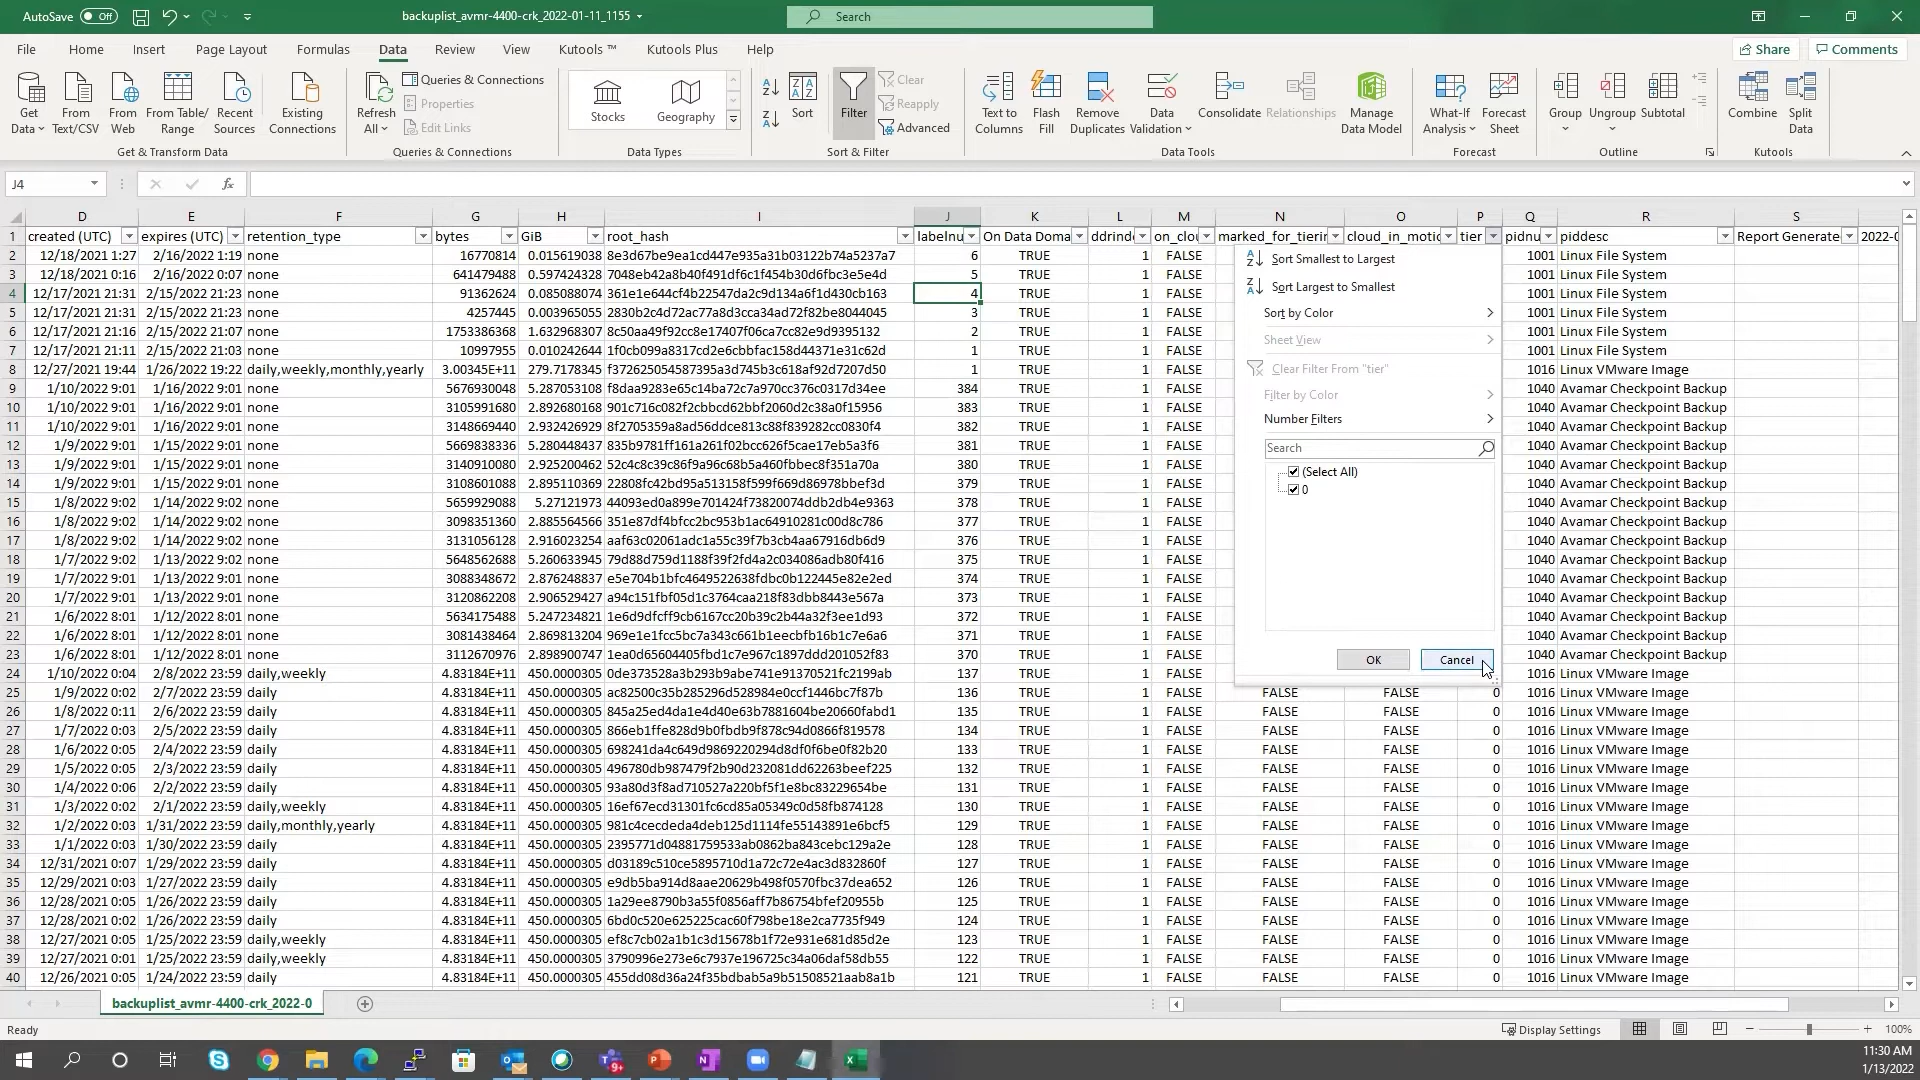 AutoSave Off backuplist_avmr-4400-crk_2022-01-11_1155 Search
File Home Insert Page Layout Formulas Data Review View Kutools ™ Kutools Plus Help Share Comments
Get Data From Text/CSV From Web From Table/Range Recent Sources Existing Connections Refresh All Queries & Connections Properties Edit Links Stocks Geography Sort Filter Clear Reapply Advanced Text to Columns Flash Fill Remove Duplicates Data Validation Consolidate Relationships Manage Data Model What-If Analysis Forecast Sheet Group Ungroup Subtotal Combine Split Data
Get & Transform Data Queries & Connections Data Types Sort & Filter Data Tools Forecast Outline Kutools
J4 fx
D E F G H I J K L M N O P Q R S
1 created (UTC) expires (UTC) retention_type bytes GiB root_hash labelnu On Data Doma ddrinde on_clou marked_for_tierin cloud_in_motio tier pidnu piddesc Report Generate 2022-0
2 12/18/2021 1:27 2/16/2022 1:19 none 16770814 0.015619038 8e3d67be9ea1cd447e935a31b03122b74a5237a7 6 TRUE 1 FALSE 1001 Linux File System
3 12/18/2021 0:16 2/16/2022 0:07 none 641479488 0.597424328 7048eb42a8b40f491df6c1f454b30d6fbc3e5e4d 5 TRUE 1 FALSE 1001 Linux File System
4 12/17/2021 21:31 2/15/2022 21:23 none 91362624 0.085088074 361e1e644cf4b22547da2c9d134a6f1d430cb163 4 TRUE 1 FALSE 1001 Linux File System
5 12/17/2021 21:31 2/15/2022 21:23 none 4257445 0.003965055 2830b2c4d72ac77a8d3cca34ad72f82be8044045 3 TRUE 1 FALSE 1001 Linux File System
6 12/17/2021 21:16 2/15/2022 21:07 none 1753386368 1.632968307 8c50aa49f92cc8e17407f06ca7cc82e9d9395132 2 TRUE 1 FALSE 1001 Linux File System
7 12/17/2021 21:11 2/15/2022 21:03 none 10997955 0.010242644 1f0cb099a8317cd2e6cbbfac158d44371e31c62d 1 TRUE 1 FALSE 1001 Linux File System
8 12/27/2021 19:44 1/26/2022 19:22 daily,weekly,monthly,yearly 3.00345E+11 279.7178345 f372625054587395a3d745b3c618af92d7207d50 1 TRUE 1 FALSE 1016 Linux VMware Image
9 1/10/2022 9:01 1/16/2022 9:01 none 5676930048 5.287053108 f8daa9283e65c14ba72c7a970cc376c0317d34ee 384 TRUE 1 FALSE 1040 Avamar Checkpoint Backup
10 1/10/2022 9:01 1/16/2022 9:01 none 3105991680 2.892680168 901c716c082f2cbbcd62bbf2060d2c38a0f15956 383 TRUE 1 FALSE 1040 Avamar Checkpoint Backup
11 1/10/2022 9:01 1/16/2022 9:01 none 3148669440 2.932426929 8f2705359a8ad56ddce813c88f839282cc0830f4 382 TRUE 1 FALSE 1040 Avamar Checkpoint Backup
12 1/9/2022 9:01 1/15/2022 9:01 none 5669838336 5.280448437 835b9781ff161a261f02bcc626f5cae17eb5a3f6 381 TRUE 1 FALSE 1040 Avamar Checkpoint Backup
13 1/9/2022 9:01 1/15/2022 9:01 none 3140910080 2.925200462 52c4c8c39c86f9a96c68b5a460fbbec8f351a70a 380 TRUE 1 FALSE 1040 Avamar Checkpoint Backup
14 1/9/2022 9:01 1/15/2022 9:01 none 3108601088 2.895110369 22808fc42bd95a513158f599f669d86978bbef3d 379 TRUE 1 FALSE 1040 Avamar Checkpoint Backup
15 1/8/2022 9:02 1/14/2022 9:02 none 5659929088 5.27121973 44093ed0a899e701424f73820074ddb2db4e9363 378 TRUE 1 FALSE 1040 Avamar Checkpoint Backup
16 1/8/2022 9:02 1/14/2022 9:02 none 3098351360 2.885564566 351e87df4bfcc2bc953b1ac64910281c00d8c786 377 TRUE 1 FALSE 1040 Avamar Checkpoint Backup
17 1/8/2022 9:02 1/14/2022 9:02 none 3131056128 2.916023254 aaf63c02061adc1a55c39f7b3cb4aa67916db6d9 376 TRUE 1 FALSE 1040 Avamar Checkpoint Backup
18 1/7/2022 9:02 1/13/2022 9:02 none 5648562688 5.260633945 79d88d759d1188f39f2fd4a2c034086adb80f416 375 TRUE 1 FALSE 1040 Avamar Checkpoint Backup
19 1/7/2022 9:01 1/13/2022 9:01 none 3088348672 2.876248837 e5e704b1bfc4649522638fdbc0b122445e82e2ed 374 TRUE 1 FALSE 1040 Avamar Checkpoint Backup
20 1/7/2022 9:01 1/13/2022 9:01 none 3120862208 2.906529427 a94c151fbf05d1c3764caa218f83dbb8443e567a 373 TRUE 1 FALSE 1040 Avamar Checkpoint Backup
21 1/6/2022 8:01 1/12/2022 8:01 none 5634175488 5.247234821 1e6d9dfcff9cb6167cc20b39c2b44a32f3ee1d93 372 TRUE 1 FALSE 1040 Avamar Checkpoint Backup
22 1/6/2022 8:01 1/12/2022 8:01 none 3081438464 2.869813204 969e1e1fcc5bc7a343c661b1eecbfb16b1c7e6a6 371 TRUE 1 FALSE 1040 Avamar Checkpoint Backup
23 1/6/2022 8:01 1/12/2022 8:01 none 3112670976 2.898900747 1ea0d65604405fbd1c7e967c1897ddd201052f83 370 TRUE 1 FALSE 1040 Avamar Checkpoint Backup
24 1/10/2022 0:04 2/8/2022 23:59 daily,weekly 4.83184E+11 450.0000305 0de373528a3b293b9abe741e91370521fc2199ab 137 TRUE 1 FALSE 1016 Linux VMware Image
Sort Smallest to Largest
Sort Largest to Smallest
Sort by Color
Sheet View
Clear Filter From "tier"
Filter by Color
Number Filters
Search
(Select All)
0
OK Cancel
25 1/9/2022 0:02 2/7/2022 23:59 daily 4.83184E+11 450.0000305 ac82500c35b285296d528984e0ccf1446bc7f87b 136 TRUE 1 FALSE FALSE FALSE 0 1016 Linux VMware Image
26 1/8/2022 0:11 2/6/2022 23:59 daily 4.83184E+11 450.0000305 845a25ed4da1e4d40e63b7881604be20660fabd1 135 TRUE 1 FALSE FALSE FALSE 0 1016 Linux VMware Image
27 1/7/2022 0:03 2/5/2022 23:59 daily 4.83184E+11 450.0000305 866eb1ffe828d9b0fbdb9f878c94d0866f819578 134 TRUE 1 FALSE FALSE FALSE 0 1016 Linux VMware Image
28 1/6/2022 0:05 2/4/2022 23:59 daily 4.83184E+11 450.0000305 698241da4c649d9869220294d8df0f6be0f82b20 133 TRUE 1 FALSE FALSE FALSE 0 1016 Linux VMware Image
29 1/5/2022 0:05 2/3/2022 23:59 daily 4.83184E+11 450.0000305 496780db987479f2b90d232081dd62263beef225 132 TRUE 1 FALSE FALSE FALSE 0 1016 Linux VMware Image
30 1/4/2022 0:06 2/2/2022 23:59 daily 4.83184E+11 450.0000305 93a80d3f8ad710527a220bf5f1e8bc83229654be 131 TRUE 1 FALSE FALSE FALSE 0 1016 Linux VMware Image
31 1/3/2022 0:02 2/1/2022 23:59 daily,weekly 4.83184E+11 450.0000305 16ef67ecd31301fc6cd85a05349c0d58fb874128 130 TRUE 1 FALSE FALSE FALSE 0 1016 Linux VMware Image
32 1/2/2022 0:03 1/31/2022 23:59 daily,monthly,yearly 4.83184E+11 450.0000305 981c4cecdeda4deb125d1114fe55143891e6bcf5 129 TRUE 1 FALSE FALSE FALSE 0 1016 Linux VMware Image
33 1/1/2022 0:03 1/30/2022 23:59 daily 4.83184E+11 450.0000305 2395771d04881759533ab0862ba843cebc129a2e 128 TRUE 1 FALSE FALSE FALSE 0 1016 Linux VMware Image
34 12/31/2021 0:07 1/29/2022 23:59 daily 4.83184E+11 450.0000305 d03189c510ce5895710d1a72c72e4ac3d832860f 127 TRUE 1 FALSE FALSE FALSE 0 1016 Linux VMware Image
35 12/29/2021 0:03 1/27/2022 23:59 daily 4.83184E+11 450.0000305 e9db5ba914d8aae20629b498f0570fbc37dea652 126 TRUE 1 FALSE FALSE FALSE 0 1016 Linux VMware Image
36 12/28/2021 0:02 1/26/2022 23:59 daily 4.83184E+11 450.0000305 1a29ee8790b3a55f0856aff7b86754bfef20955b 125 TRUE 1 FALSE FALSE FALSE 0 1016 Linux VMware Image
37 12/28/2021 0:02 1/26/2022 23:59 daily 4.83184E+11 450.0000305 6bd0c520e625225cac60f798be18e2ca7735f949 124 TRUE 1 FALSE FALSE FALSE 0 1016 Linux VMware Image
38 12/27/2021 0:05 1/25/2022 23:59 daily,weekly 4.83184E+11 450.0000305 ef8c7cb02a1b1c3d15678b1f72e931e681d85d2e 123 TRUE 1 FALSE FALSE FALSE 0 1016 Linux VMware Image
39 12/27/2021 0:01 1/25/2022 23:59 daily,weekly 4.83184E+11 450.0000305 3790996e273e6c7937e196725c34a06daf58db55 122 TRUE 1 FALSE FALSE FALSE 0 1016 Linux VMware Image
40 12/26/2021 0:05 1/24/2022 23:59 daily 4.83184E+11 450.0000305 455dd08d36a24f35bdbab5a9b51508521aab8a1b 121 TRUE 1 FALSE FALSE FALSE 0 1016 Linux VMware Image
backuplist_avmr-4400-crk_2022-0
Ready Display Settings 100%
11:30 AM
1/13/2022